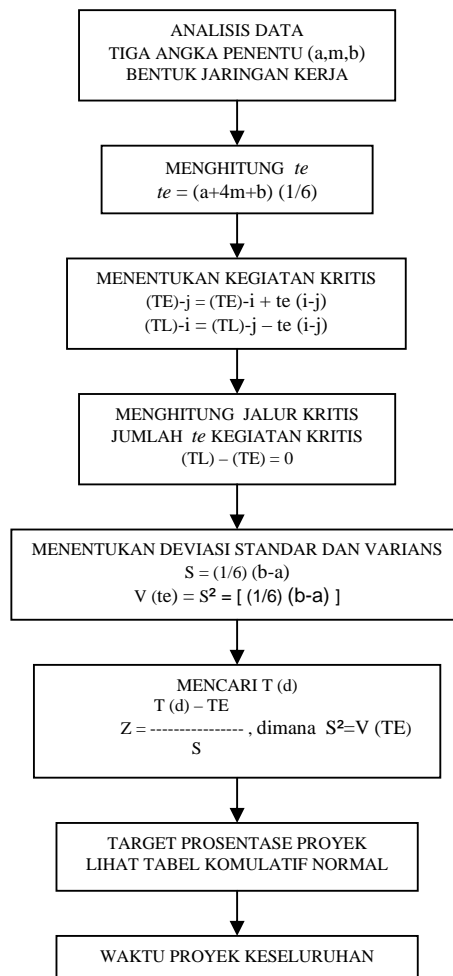 ANALISIS DATA
TIGA ANGKA PENENTU (a,m,b)
BENTUK JARINGAN KERJA
MENGHITUNG te
te = (a+4m+b) (1/6)
MENENTUKAN KEGIATAN KRITIS
(TE)-j = (TE)-i + te (i-j)
(TL)-i = (TL)-j – te (i-j)
MENGHITUNG JALUR KRITIS
JUMLAH te KEGIATAN KRITIS
(TL) – (TE) = 0
MENENTUKAN DEVIASI STANDAR DAN VARIANS
S = (1/6) (b-a)
V (te) = S² = [ (1/6) (b-a) ]
MENCARI T (d)
T (d) – TE
Z = ---------------- , dimana S²=V (TE)
S
TARGET PROSENTASE PROYEK
LIHAT TABEL KOMULATIF NORMAL
WAKTU PROYEK KESELURUHAN